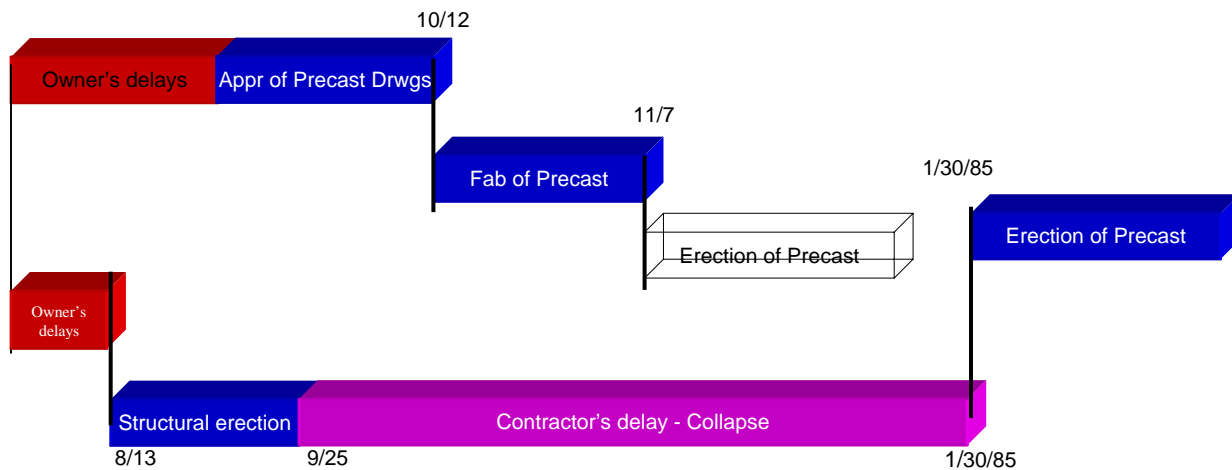 10/12
Owner's delays
Appr of Precast Drwgs
11/7
Fab of Precast
1/30/85
Erection of Precast
Erection of Precast
Owner’s
delays
Structural erection
Contractor's delay - Collapse
8/13
9/25
1/30/85